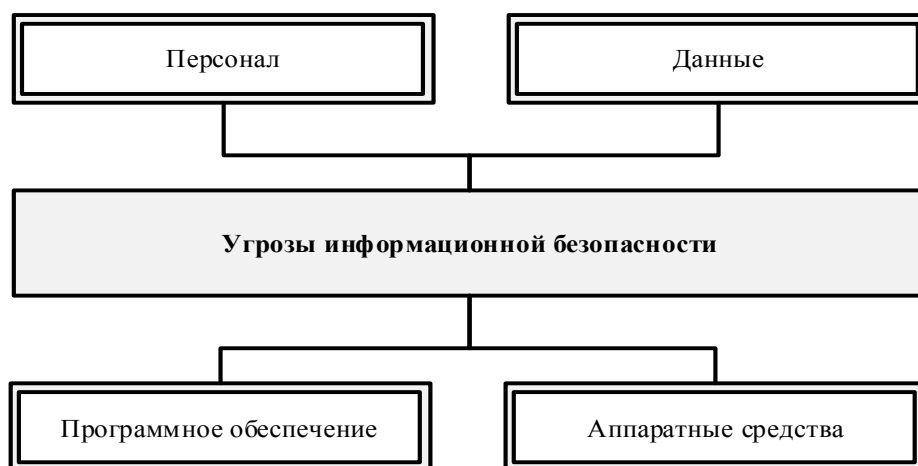 Персонал
Данные
Угрозы информационной безопасности
Программное обеспечение
Аппаратные средства